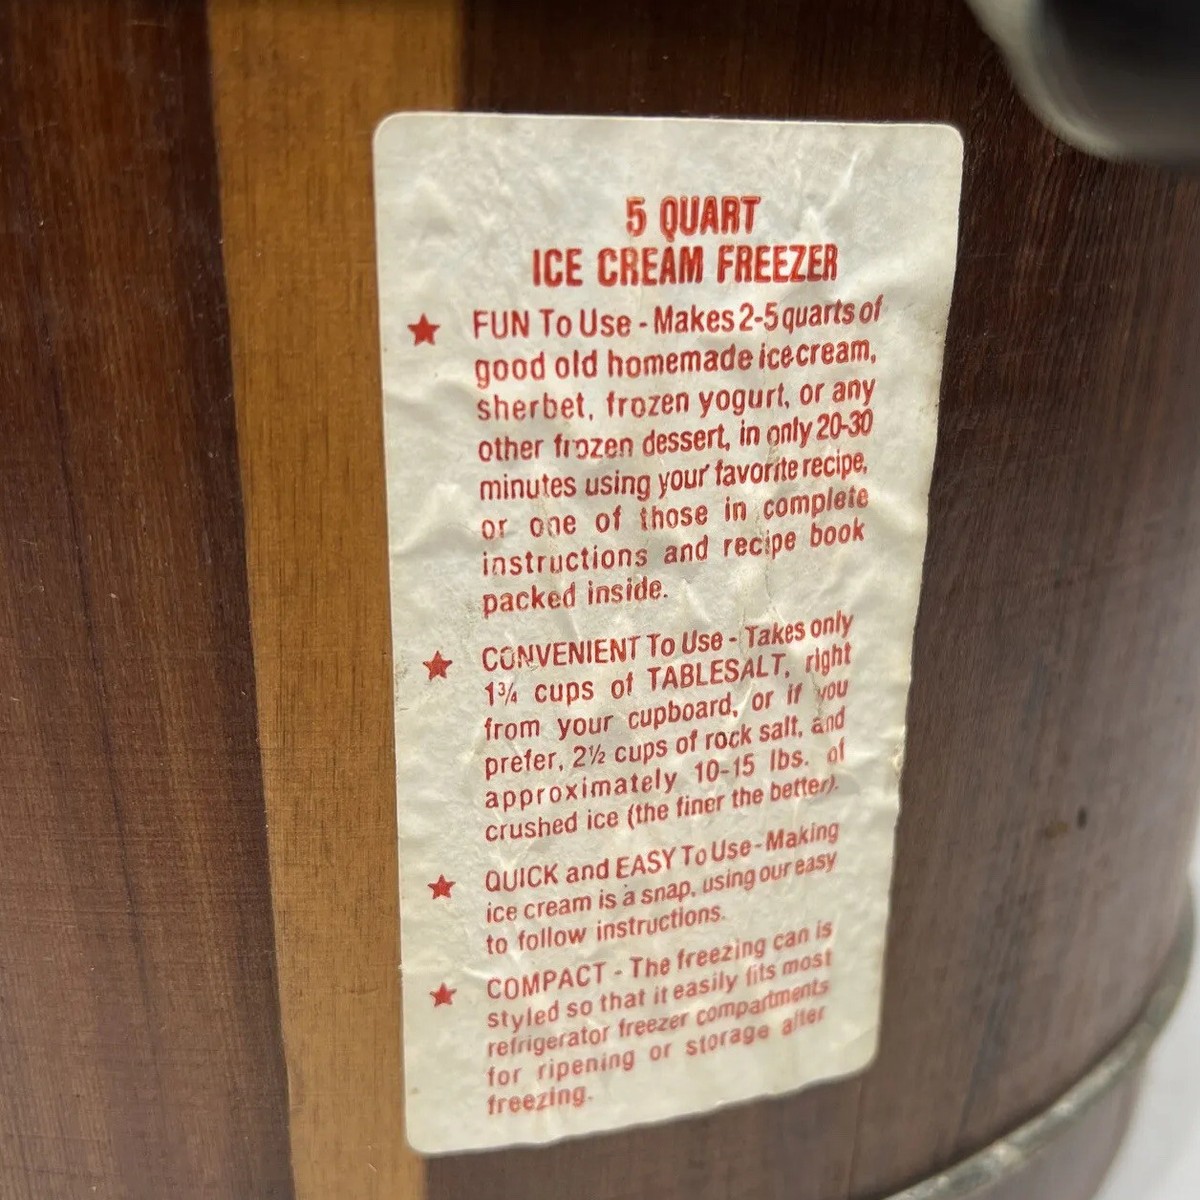 5 QUART
ICE CREAM FREEZER
★ FUN To Use - Makes 2-5 quarts of
good old homemade ice cream,
sherbet, frozen yogurt, or any
other frozen dessert, in only 20-30
minutes using your favorite recipe,
or one of those in complete
instructions and recipe book
packed inside.
★ CONVENIENT To Use - Takes only
1¾ cups of TABLESALT, right
from your cupboard, or if you
prefer, 2½ cups of rock salt, and
approximately 10-15 lbs. of
crushed ice (the finer the better).
★ QUICK and EASY To Use - Making
ice cream is a snap, using our easy
to follow instructions.
★ COMPACT - The freezing can is
styled so that it easily fits most
refrigerator freezer compartments
for ripening or storage after
freezing.